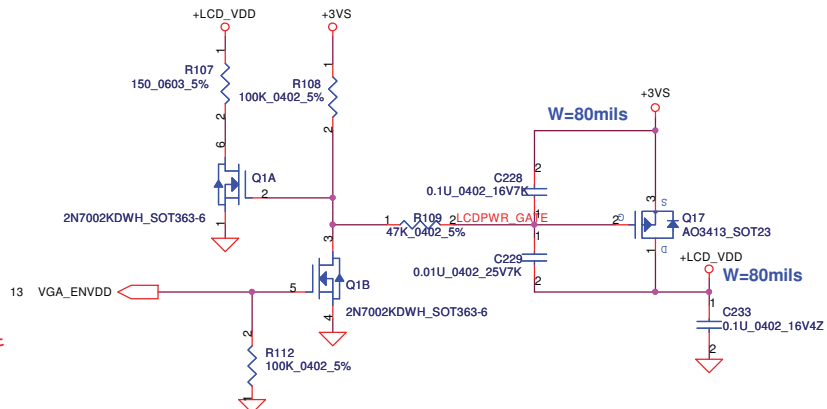 +LCD_VDD
+3VS
1
R107
150_0603_5%
2
1
R108
100K_0402_5%
2
6
Q1A
2
2N7002KDWH_SOT363-6
1
+3VS
W=80mils
2
C228
0.1U_0402_16V7K
1
1
R109
2
LCDPWR_GATE
47K_0402_5%
2
G
3
S
Q17
AO3413_SOT23
1
D
1
C229
0.01U_0402_25V7K
2
3
Q1B
5
4
2N7002KDWH_SOT363-6
13 VGA_ENVDD
2
R112
100K_0402_5%
1
+LCD_VDD
W=80mils
1
C233
0.1U_0402_16V4Z
2